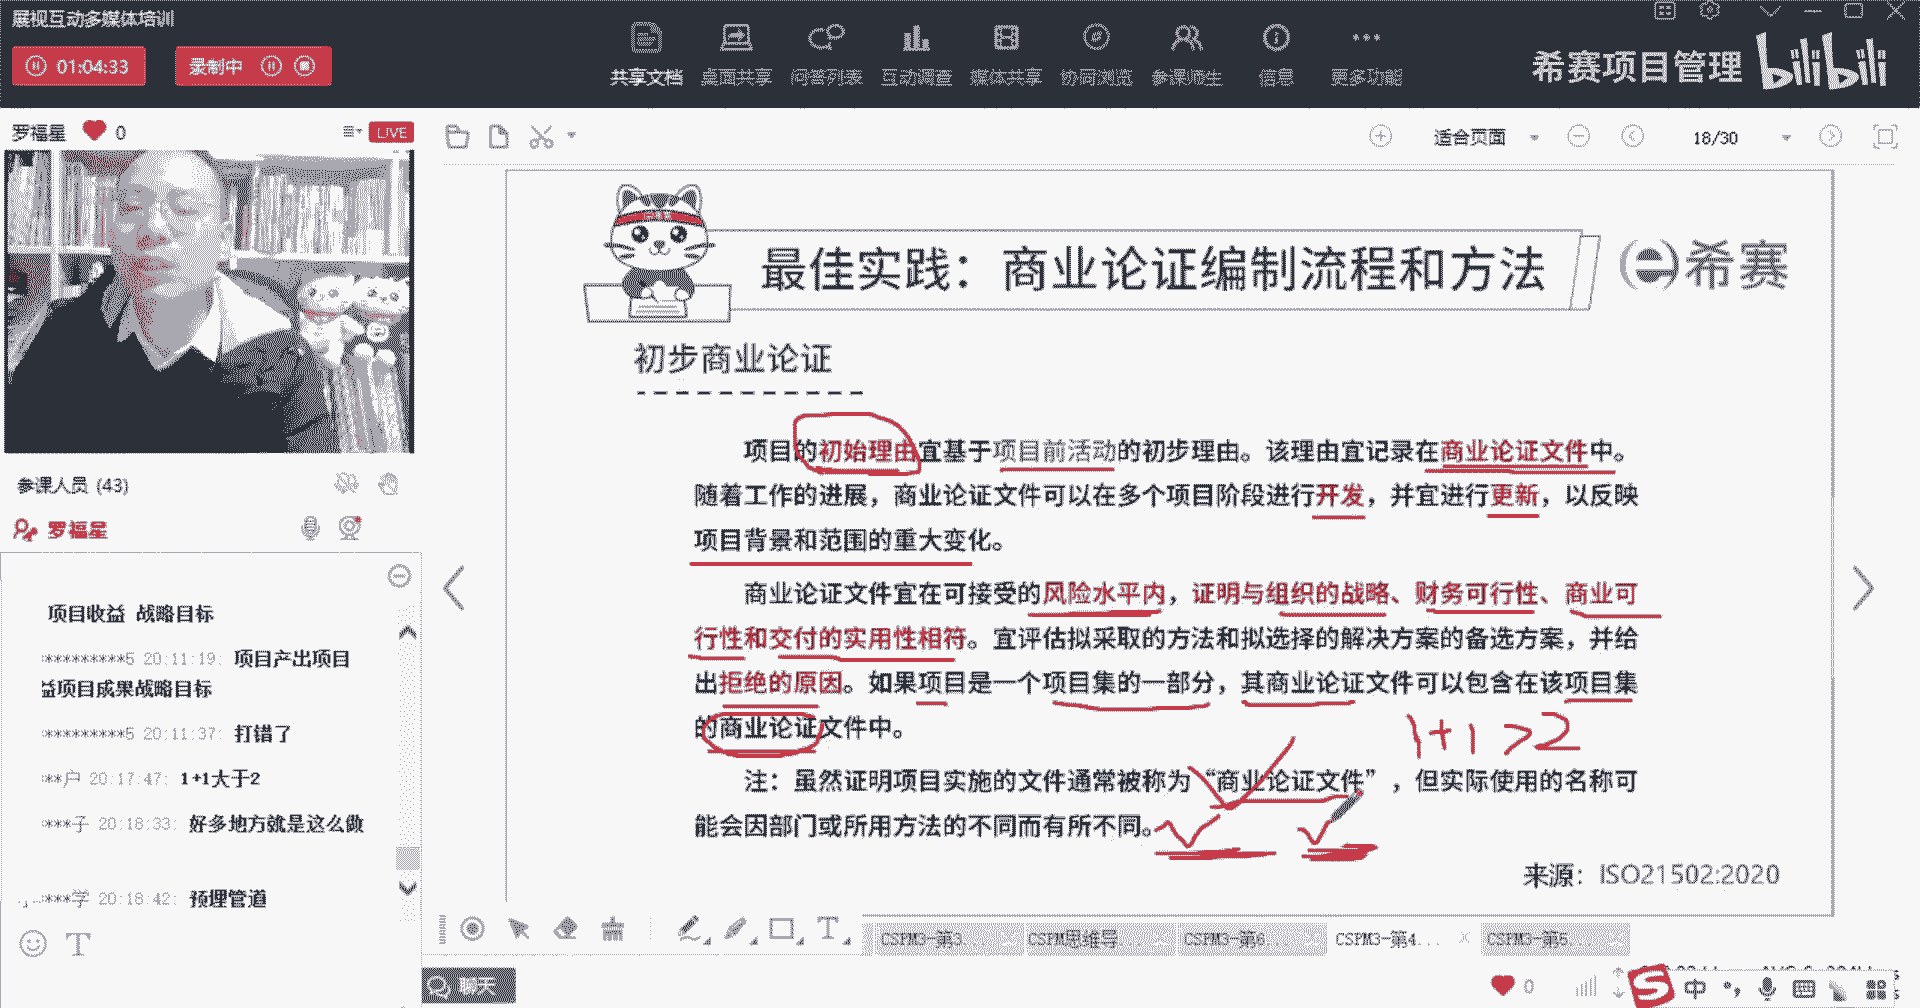 展视互动多媒体培训
01:04:33
录制中
共享文档 桌面共享 问答列表 互动调查 媒体共享 协同浏览 参课师生 信息 更多功能
希赛项目管理 bilibili
罗福星 0
LIVE
适合页面
18/30
最佳实践：商业论证编制流程和方法
希赛
初步商业论证
项目的初始理由宜基于项目前活动的初步理由。该理由宜记录在商业论证文件中。
随着工作的进展，商业论证文件可以在多个项目阶段进行开发，并宜进行更新，以反映
项目背景和范围的重大变化。
商业论证文件宜在可接受的风险水平内，证明与组织的战略、财务可行性、商业可
行性和交付的实用性相符。宜评估拟采取的方法和拟选择的解决方案的备选方案，并给
出拒绝的原因。如果项目是一个项目集的一部分，其商业论证文件可以包含在该项目集
的商业论证文件中。
1+1>2
注：虽然证明项目实施的文件通常被称为“商业论证文件”，但实际使用的名称可
能会因部门或所用方法的不同而有所不同。
来源：ISO21502:2020
参课人员 (43)
罗福星
项目收益 战略目标
*********5 20:11:19: 项目产出项目
益项目成果战略目标
*********5 20:11:37: 打错了
**户 20:17:47: 1+1大于2
***子 20:18:33: 好多地方就是这么做
***学 20:18:42: 预埋管道
T
CSPM3-第3... CSPM思维导... CSPM3-第6... CSPM3-第4... CSPM3-第5...
聊天
0
S 中